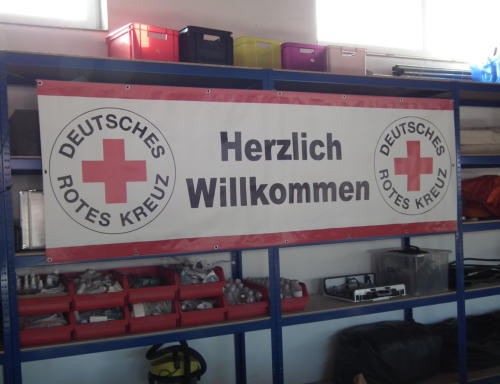 DEUTSCHES
ROTES KREUZ
Herzlich
Willkommen
DEUTSCHES
ROTES KREUZ